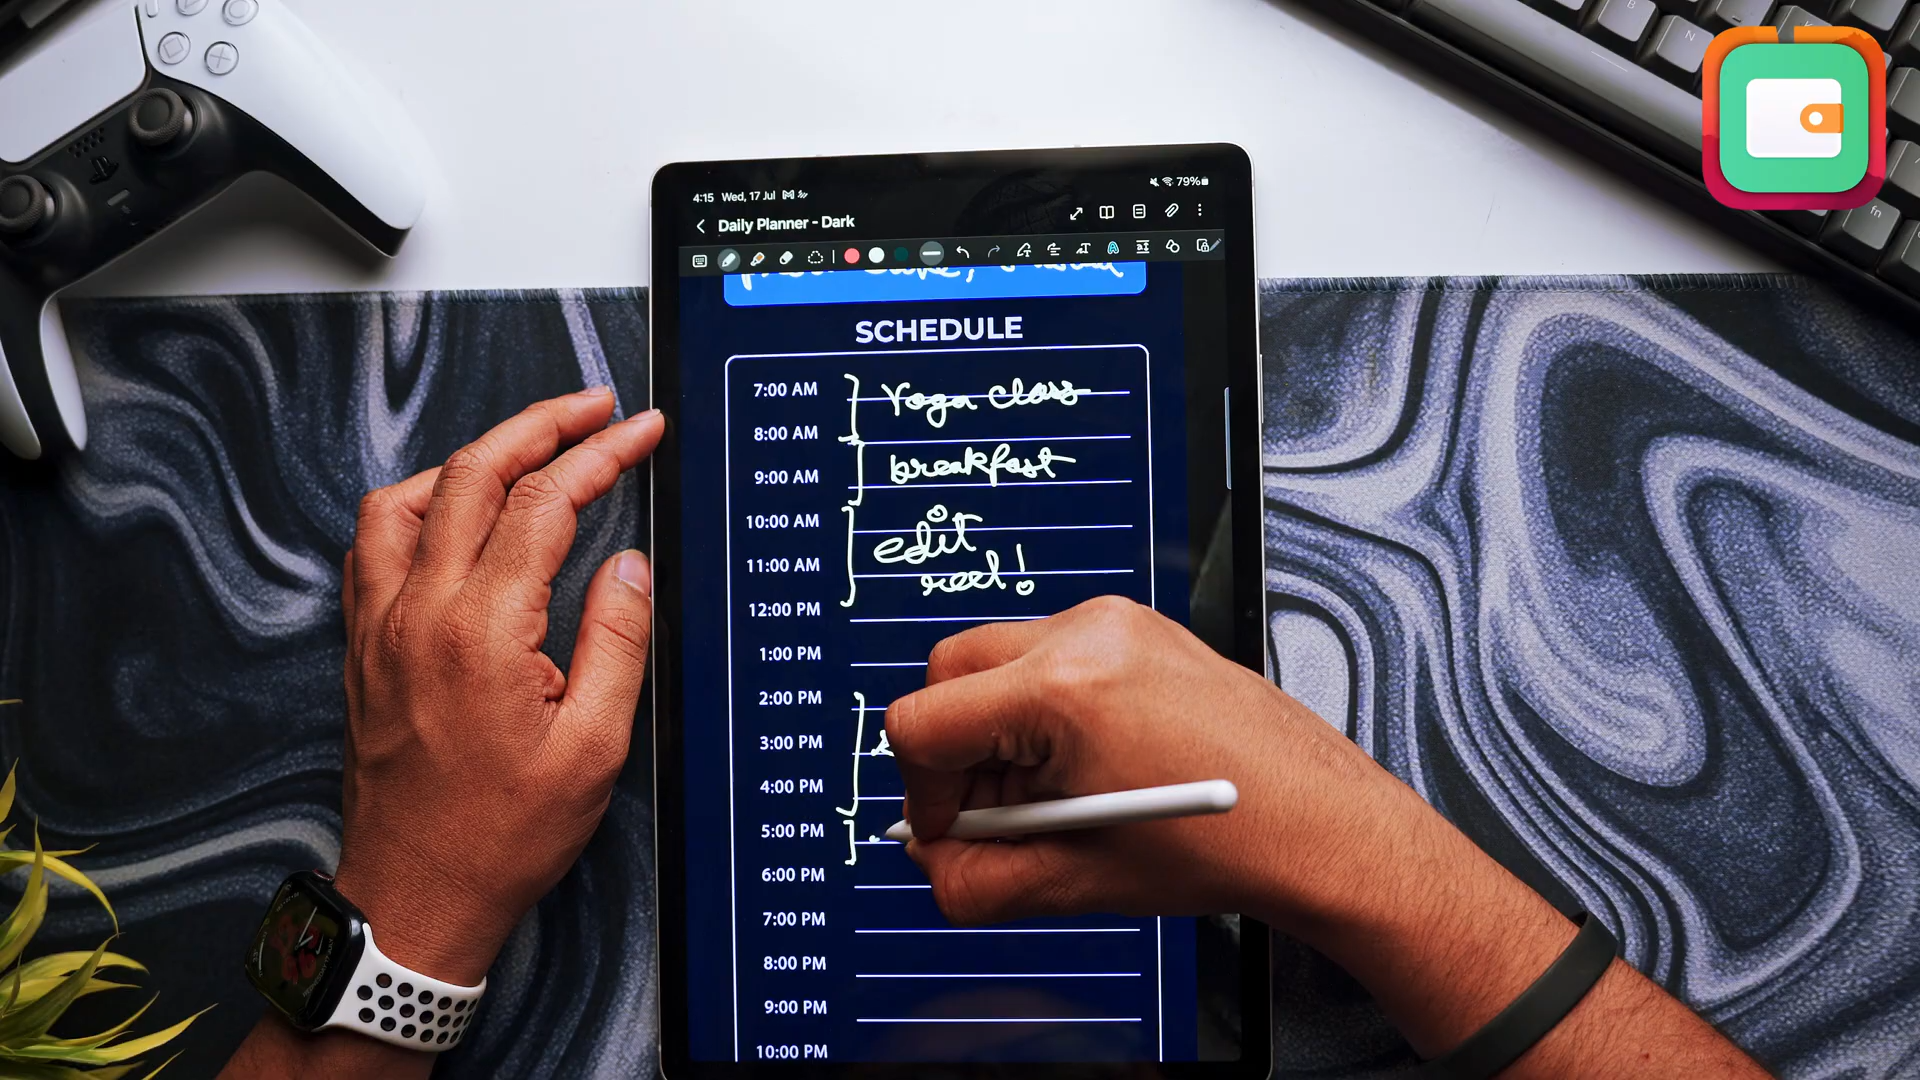 4:15 Wed, 17 Jul
79%
Daily Planner - Dark
SCHEDULE
7:00 AM
Yoga class
8:00 AM
breakfast
9:00 AM
10:00 AM
edit
11:00 AM
reel!
12:00 PM
1:00 PM
2:00 PM
3:00 PM
4:00 PM
5:00 PM
6:00 PM
7:00 PM
8:00 PM
9:00 PM
10:00 PM
B
N
fn